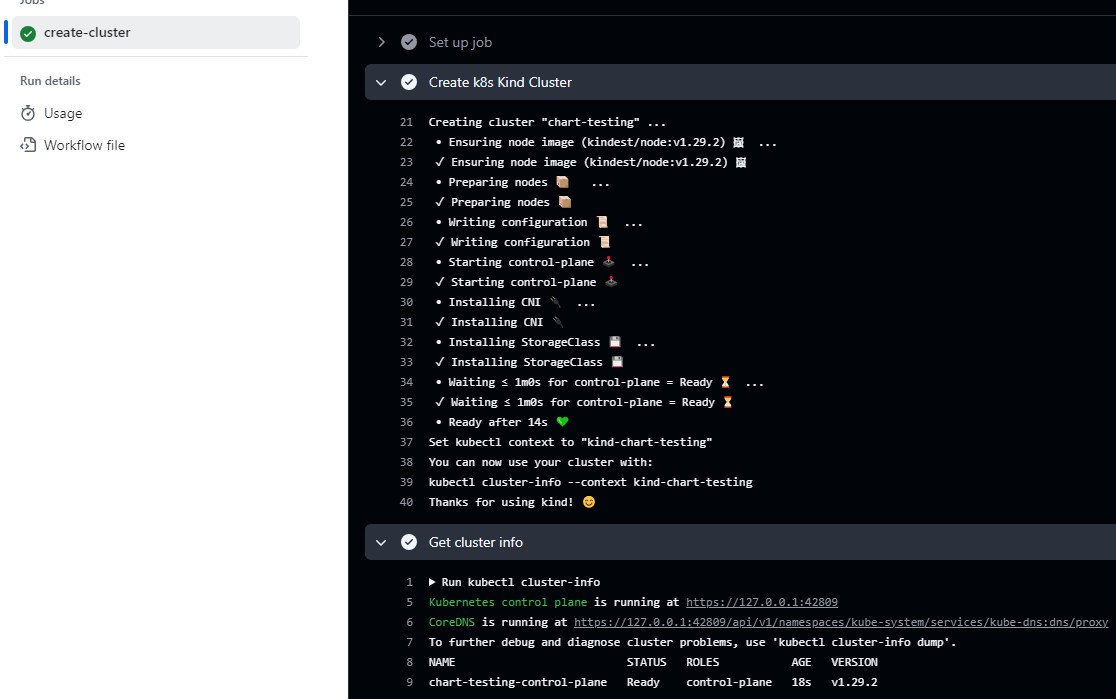 Jobs
create-cluster
Run details
Usage
Workflow file
Set up job
Create k8s Kind Cluster
21 Creating cluster "chart-testing" ...
22 • Ensuring node image (kindest/node:v1.29.2) 🖼 ...
23 ✓ Ensuring node image (kindest/node:v1.29.2) 🖼
24 • Preparing nodes 📦 ...
25 ✓ Preparing nodes 📦
26 • Writing configuration 📜 ...
27 ✓ Writing configuration 📜
28 • Starting control-plane 🕹️ ...
29 ✓ Starting control-plane 🕹️
30 • Installing CNI 🔌 ...
31 ✓ Installing CNI 🔌
32 • Installing StorageClass 💾 ...
33 ✓ Installing StorageClass 💾
34 • Waiting ≤ 1m0s for control-plane = Ready ⏳ ...
35 ✓ Waiting ≤ 1m0s for control-plane = Ready ⏳
36 • Ready after 14s 💚
37 Set kubectl context to "kind-chart-testing"
38 You can now use your cluster with:
39 kubectl cluster-info --context kind-chart-testing
40 Thanks for using kind! 😊
Get cluster info
1 ▶ Run kubectl cluster-info
5 Kubernetes control plane is running at https://127.0.0.1:42809
6 CoreDNS is running at https://127.0.0.1:42809/api/v1/namespaces/kube-system/services/kube-dns:dns/proxy
7 To further debug and diagnose cluster problems, use 'kubectl cluster-info dump'.
8 NAME STATUS ROLES AGE VERSION
9 chart-testing-control-plane Ready control-plane 18s v1.29.2